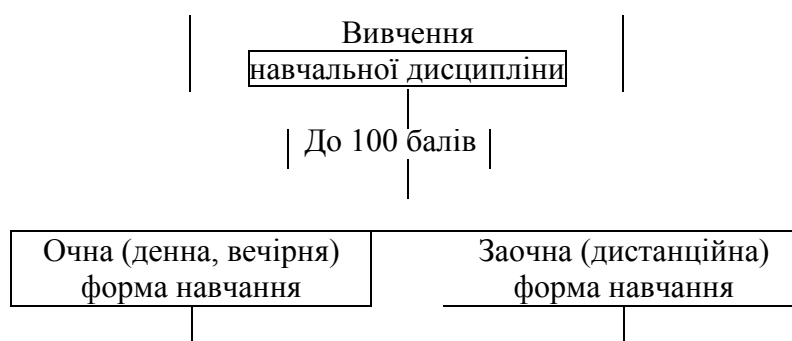 Вивчення
навчальної дисципліни
До 100 балів
Очна (денна, вечірня)
форма навчання
Заочна (дистанційна)
форма навчання